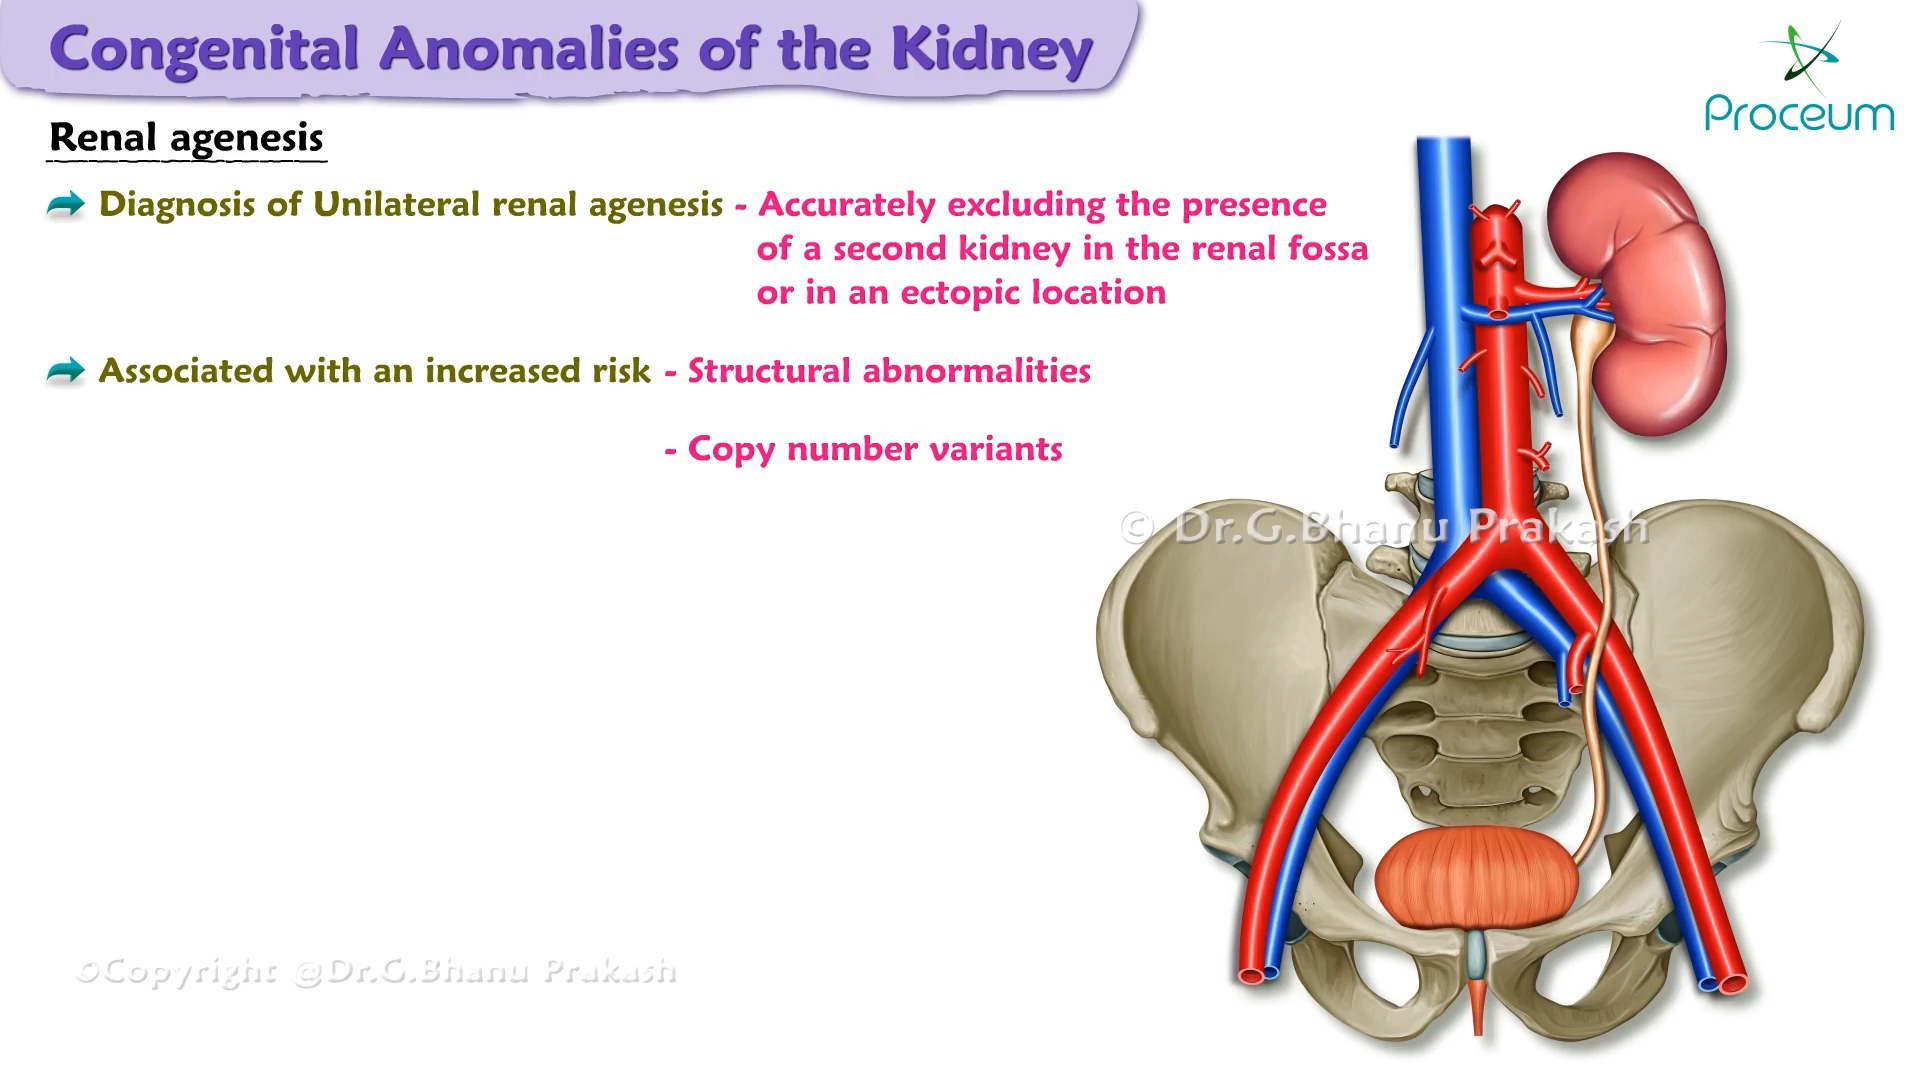 Congenital Anomalies of the Kidney
Proceum
Renal agenesis
Diagnosis of Unilateral renal agenesis - Accurately excluding the presence
of a second kidney in the renal fossa
or in an ectopic location
Associated with an increased risk - Structural abnormalities
- Copy number variants
© Dr.G.Bhanu Prakash
©Copyright @Dr.G.Bhanu Prakash